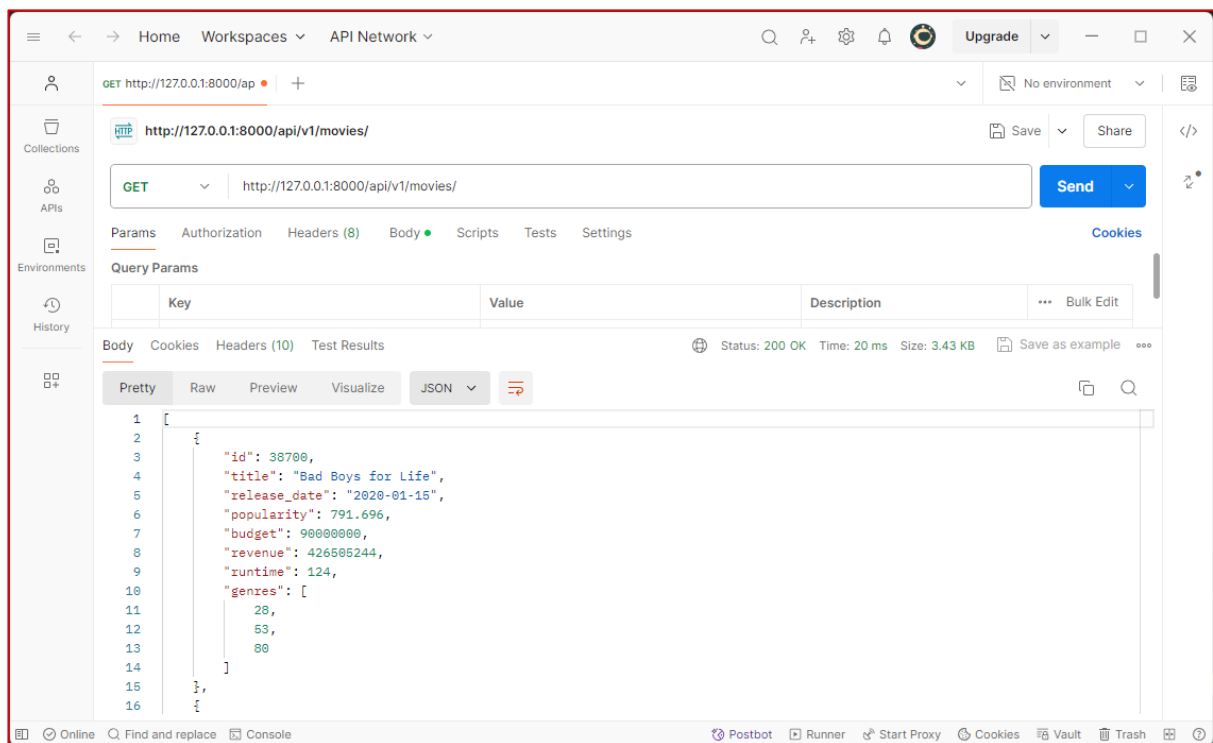 Home Workspaces API Network Upgrade
GET http://127.0.0.1:8000/ap No environment
HTTP http://127.0.0.1:8000/api/v1/movies/ Save Share
Collections
GET http://127.0.0.1:8000/api/v1/movies/ Send
APIs
Params Authorization Headers (8) Body Scripts Tests Settings Cookies
Environments
Query Params
Key Value Description Bulk Edit
History
Body Cookies Headers (10) Test Results Status: 200 OK Time: 20 ms Size: 3.43 KB Save as example
Pretty Raw Preview Visualize JSON
1 [
2 {
3 "id": 38700,
4 "title": "Bad Boys for Life",
5 "release_date": "2020-01-15",
6 "popularity": 791.696,
7 "budget": 90000000,
8 "revenue": 426505244,
9 "runtime": 124,
10 "genres": [
11 28,
12 53,
13 80
14 ]
15 },
16 {
Online Find and replace Console Postbot Runner Start Proxy Cookies Vault Trash